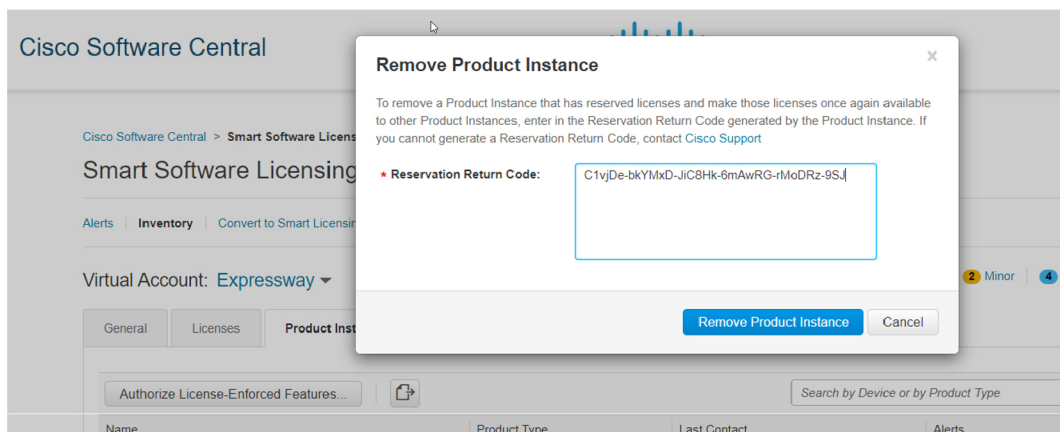 Cisco Software Central
Remove Product Instance
×
To remove a Product Instance that has reserved licenses and make those licenses once again available
to other Product Instances, enter in the Reservation Return Code generated by the Product Instance. If
you cannot generate a Reservation Return Code, contact Cisco Support
* Reservation Return Code:
C1vjDe-bkYMxD-JiC8Hk-6mAwRG-rMoDRz-9SJ
Remove Product Instance
Cancel
Cisco Software Central > Smart Software Licens
Smart Software Licensing
Alerts
Inventory
Convert to Smart Licensin
Virtual Account: Expressway
2 Minor
4
General
Licenses
Product Inst
Authorize License-Enforced Features...
Search by Device or by Product Type
Name
Product Type
Last Contact
Alerts